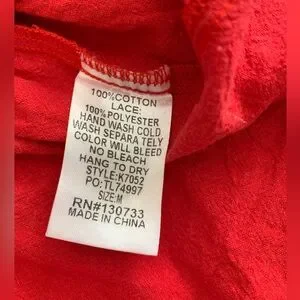 100%COTTON
LACE:
100%POLYESTER
HAND WASH COLD
WASH SEPARA TELY
COLOR WILL BLEED
NO BLEACH
HANG TO DRY
STYLE:K7052
PO:TL74997
SIZE:M
RN#130733
MADE IN CHINA